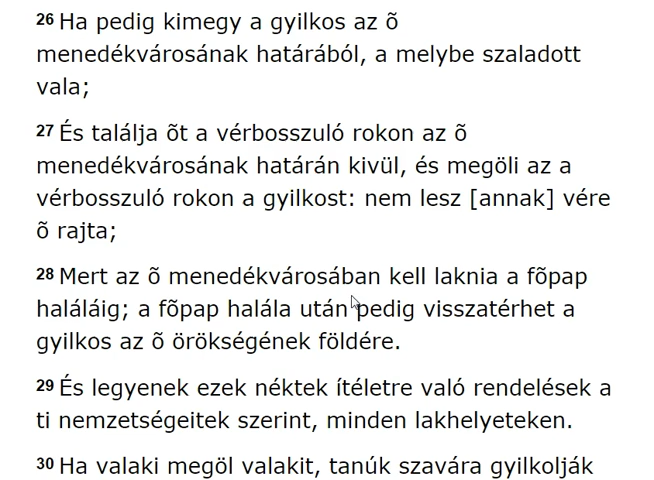 26 Ha pedig kimegy a gyilkos az õ
menedékvárosának határából, a melybe szaladott
vala;
27 És találja õt a vérbosszuló rokon az õ
menedékvárosának határán kivül, és megöli az a
vérbosszuló rokon a gyilkost: nem lesz [annak] vére
õ rajta;
28 Mert az õ menedékvárosában kell laknia a fõpap
haláláig; a fõpap halála után pedig visszatérhet a
gyilkos az õ örökségének földére.
29 És legyenek ezek néktek ítéletre való rendelések a
ti nemzetségeitek szerint, minden lakhelyeteken.
30 Ha valaki megöl valakit, tanúk szavára gyilkolják